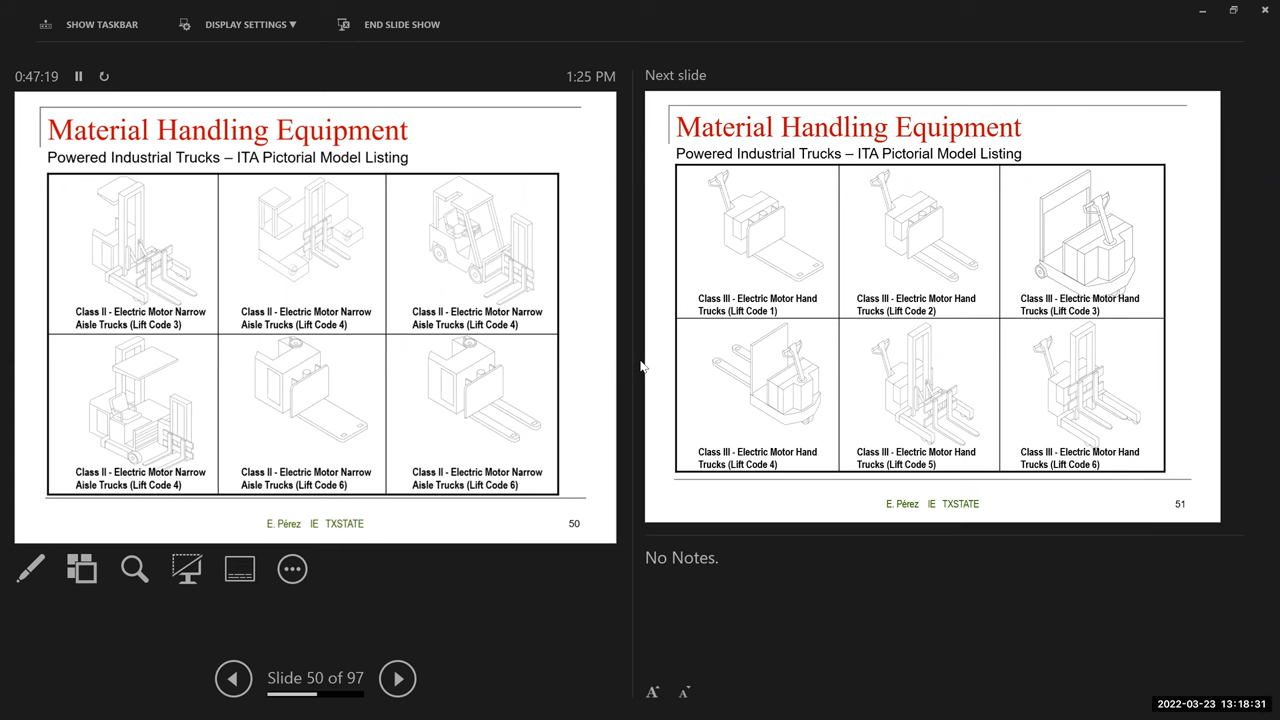 SHOW TASKBAR
DISPLAY SETTINGS ▼
END SLIDE SHOW
0:47:19
1:25 PM
Material Handling Equipment
Powered Industrial Trucks – ITA Pictorial Model Listing
Class II - Electric Motor Narrow
Aisle Trucks (Lift Code 3)
Class II - Electric Motor Narrow
Aisle Trucks (Lift Code 4)
Class II - Electric Motor Narrow
Aisle Trucks (Lift Code 4)
Class II - Electric Motor Narrow
Aisle Trucks (Lift Code 4)
Class II - Electric Motor Narrow
Aisle Trucks (Lift Code 6)
Class II - Electric Motor Narrow
Aisle Trucks (Lift Code 6)
E. Pérez IE TXSTATE
50
Slide 50 of 97
Next slide
Material Handling Equipment
Powered Industrial Trucks – ITA Pictorial Model Listing
Class III - Electric Motor Hand
Trucks (Lift Code 1)
Class III - Electric Motor Hand
Trucks (Lift Code 2)
Class III - Electric Motor Hand
Trucks (Lift Code 3)
Class III - Electric Motor Hand
Trucks (Lift Code 4)
Class III - Electric Motor Hand
Trucks (Lift Code 5)
Class III - Electric Motor Hand
Trucks (Lift Code 6)
E. Pérez IE TXSTATE
51
No Notes.
A A
2022-03-23 13:18:31